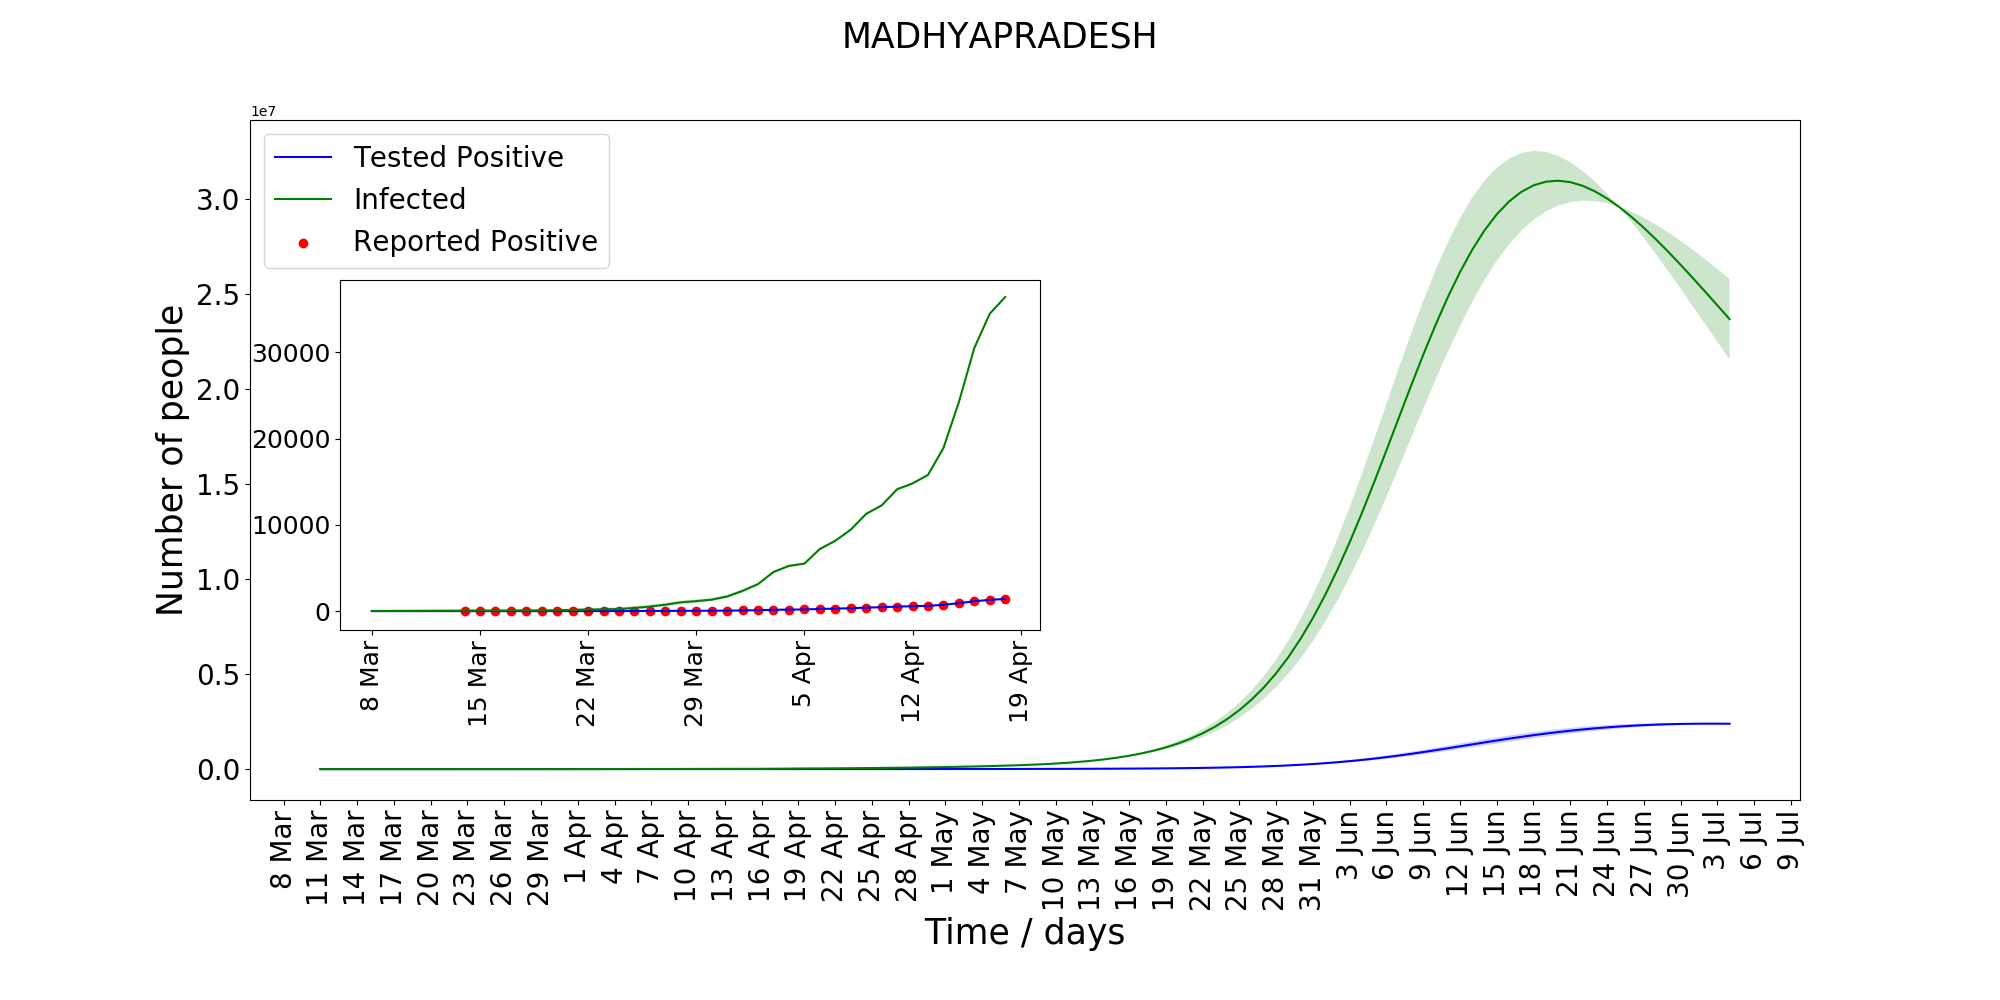 MADHYAPRADESH
1e7
Tested Positive
Infected
Reported Positive
Number of people
3.0
2.5
2.0
1.5
1.0
0.5
0.0
30000
20000
10000
0
8 Mar
15 Mar
22 Mar
29 Mar
5 Apr
12 Apr
19 Apr
8 Mar
11 Mar
14 Mar
17 Mar
20 Mar
23 Mar
26 Mar
29 Mar
1 Apr
4 Apr
7 Apr
10 Apr
13 Apr
16 Apr
19 Apr
22 Apr
25 Apr
28 Apr
1 May
4 May
7 May
10 May
13 May
16 May
19 May
22 May
25 May
28 May
31 May
3 Jun
6 Jun
9 Jun
12 Jun
15 Jun
18 Jun
21 Jun
24 Jun
27 Jun
30 Jun
3 Jul
6 Jul
9 Jul
Time / days